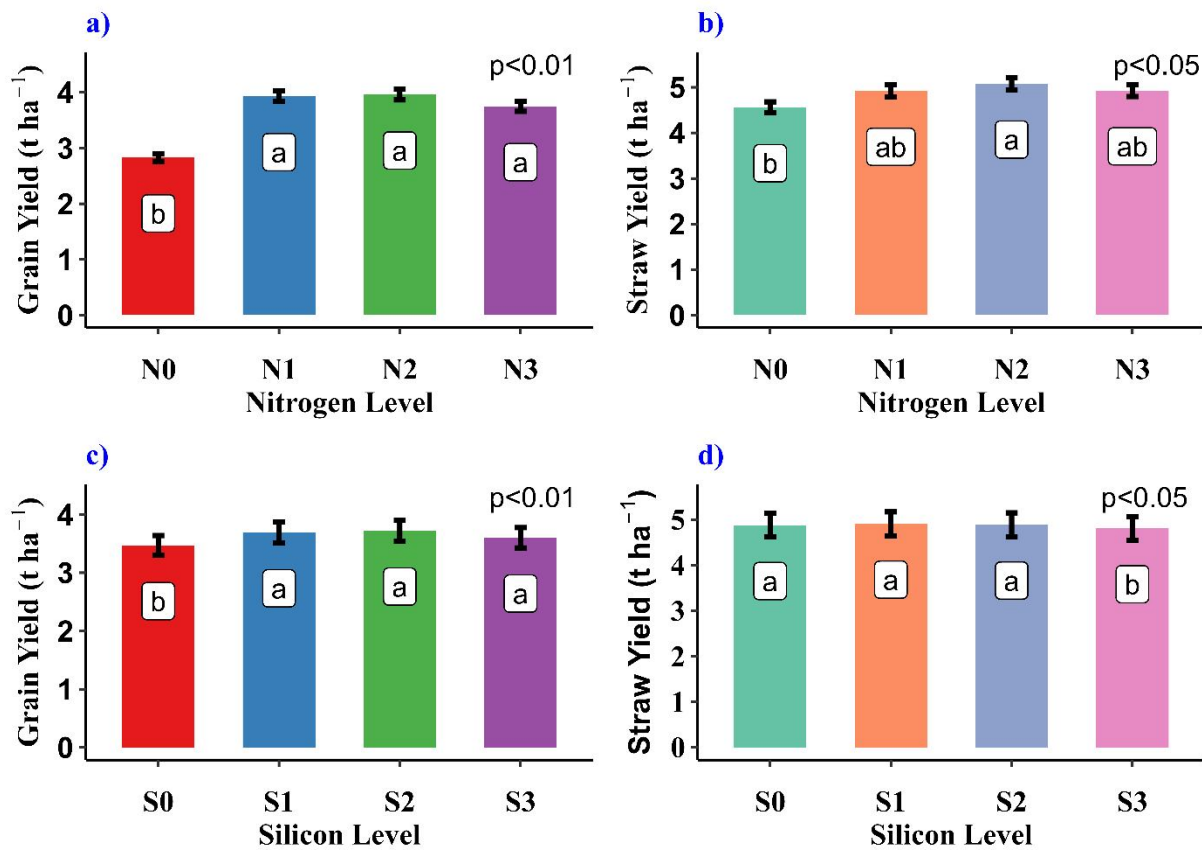 a)
p<0.01
Grain Yield (t ha⁻¹)
4
3
2
1
0
b
a
a
a
N0 N1 N2 N3
Nitrogen Level
b)
p<0.05
Straw Yield (t ha⁻¹)
5
4
3
2
1
0
b
ab
a
ab
N0 N1 N2 N3
Nitrogen Level
c)
p<0.01
Grain Yield (t ha⁻¹)
4
3
2
1
0
b
a
a
a
S0 S1 S2 S3
Silicon Level
d)
p<0.05
Straw Yield (t ha⁻¹)
5
4
3
2
1
0
a
a
a
b
S0 S1 S2 S3
Silicon Level